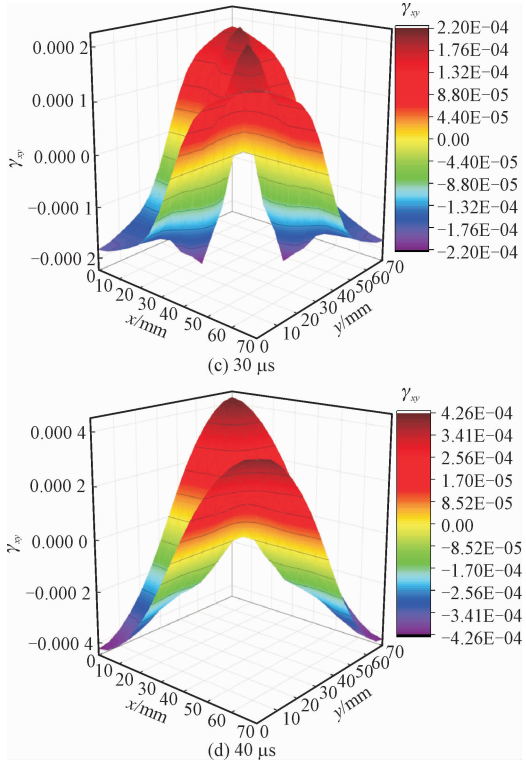 γxy
2.20E−04
1.76E−04
1.32E−04
8.80E−05
4.40E−05
0.00
−4.40E−05
−8.80E−05
−1.32E−04
−1.76E−04
−2.20E−04
0.000 2
0.000 1
0.000 0
−0.000 1
−0.000 2
γxy
0 10 20 30 40 50 60 70
x/mm
0 10 20 30 40 50 60 70
y/mm
(c) 30 μs
γxy
4.26E−04
3.41E−04
2.56E−04
1.70E−05
8.52E−05
0.00
−8.52E−05
−1.70E−04
−2.56E−04
−3.41E−04
−4.26E−04
0.000 4
0.000 2
0.000 0
−0.000 2
−0.000 4
γxy
0 10 20 30 40 50 60 70
x/mm
0 10 20 30 40 50 60 70
y/mm
(d) 40 μs